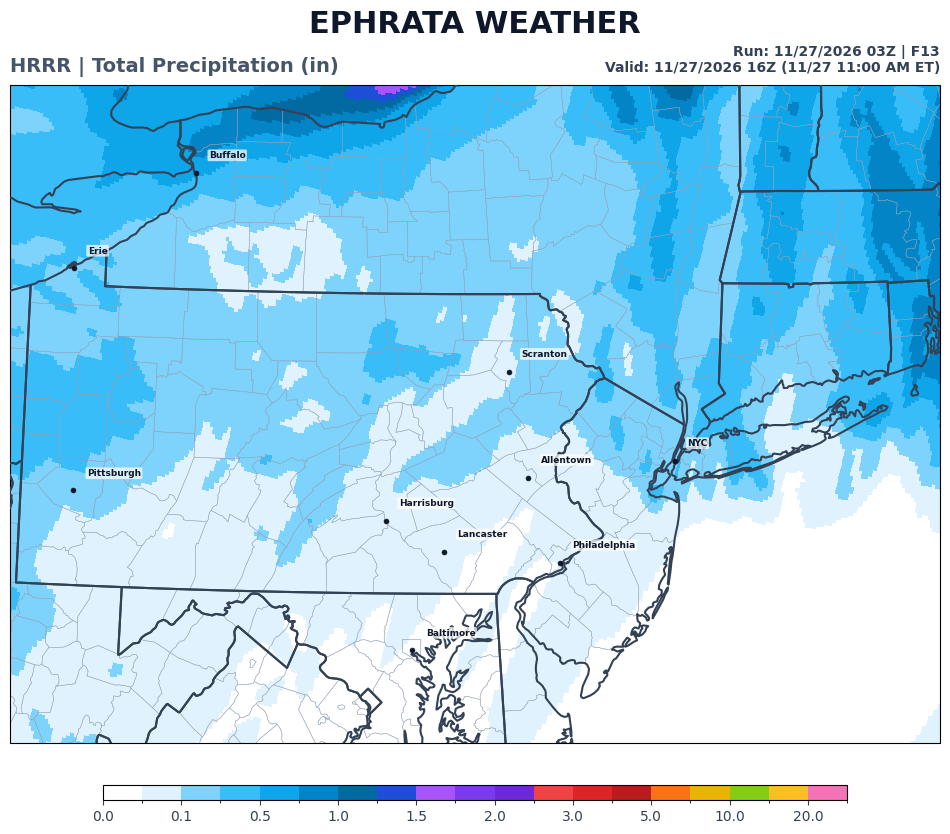 EPHRATA WEATHER
HRRR | Total Precipitation (in)
Run: 11/27/2026 03Z | F13
Valid: 11/27/2026 16Z (11/27 11:00 AM ET)
Buffalo
Erie
Scranton
NYC
Allentown
Pittsburgh
Harrisburg
Lancaster
Philadelphia
Baltimore
0.0 0.1 0.5 1.0 1.5 2.0 3.0 5.0 10.0 20.0